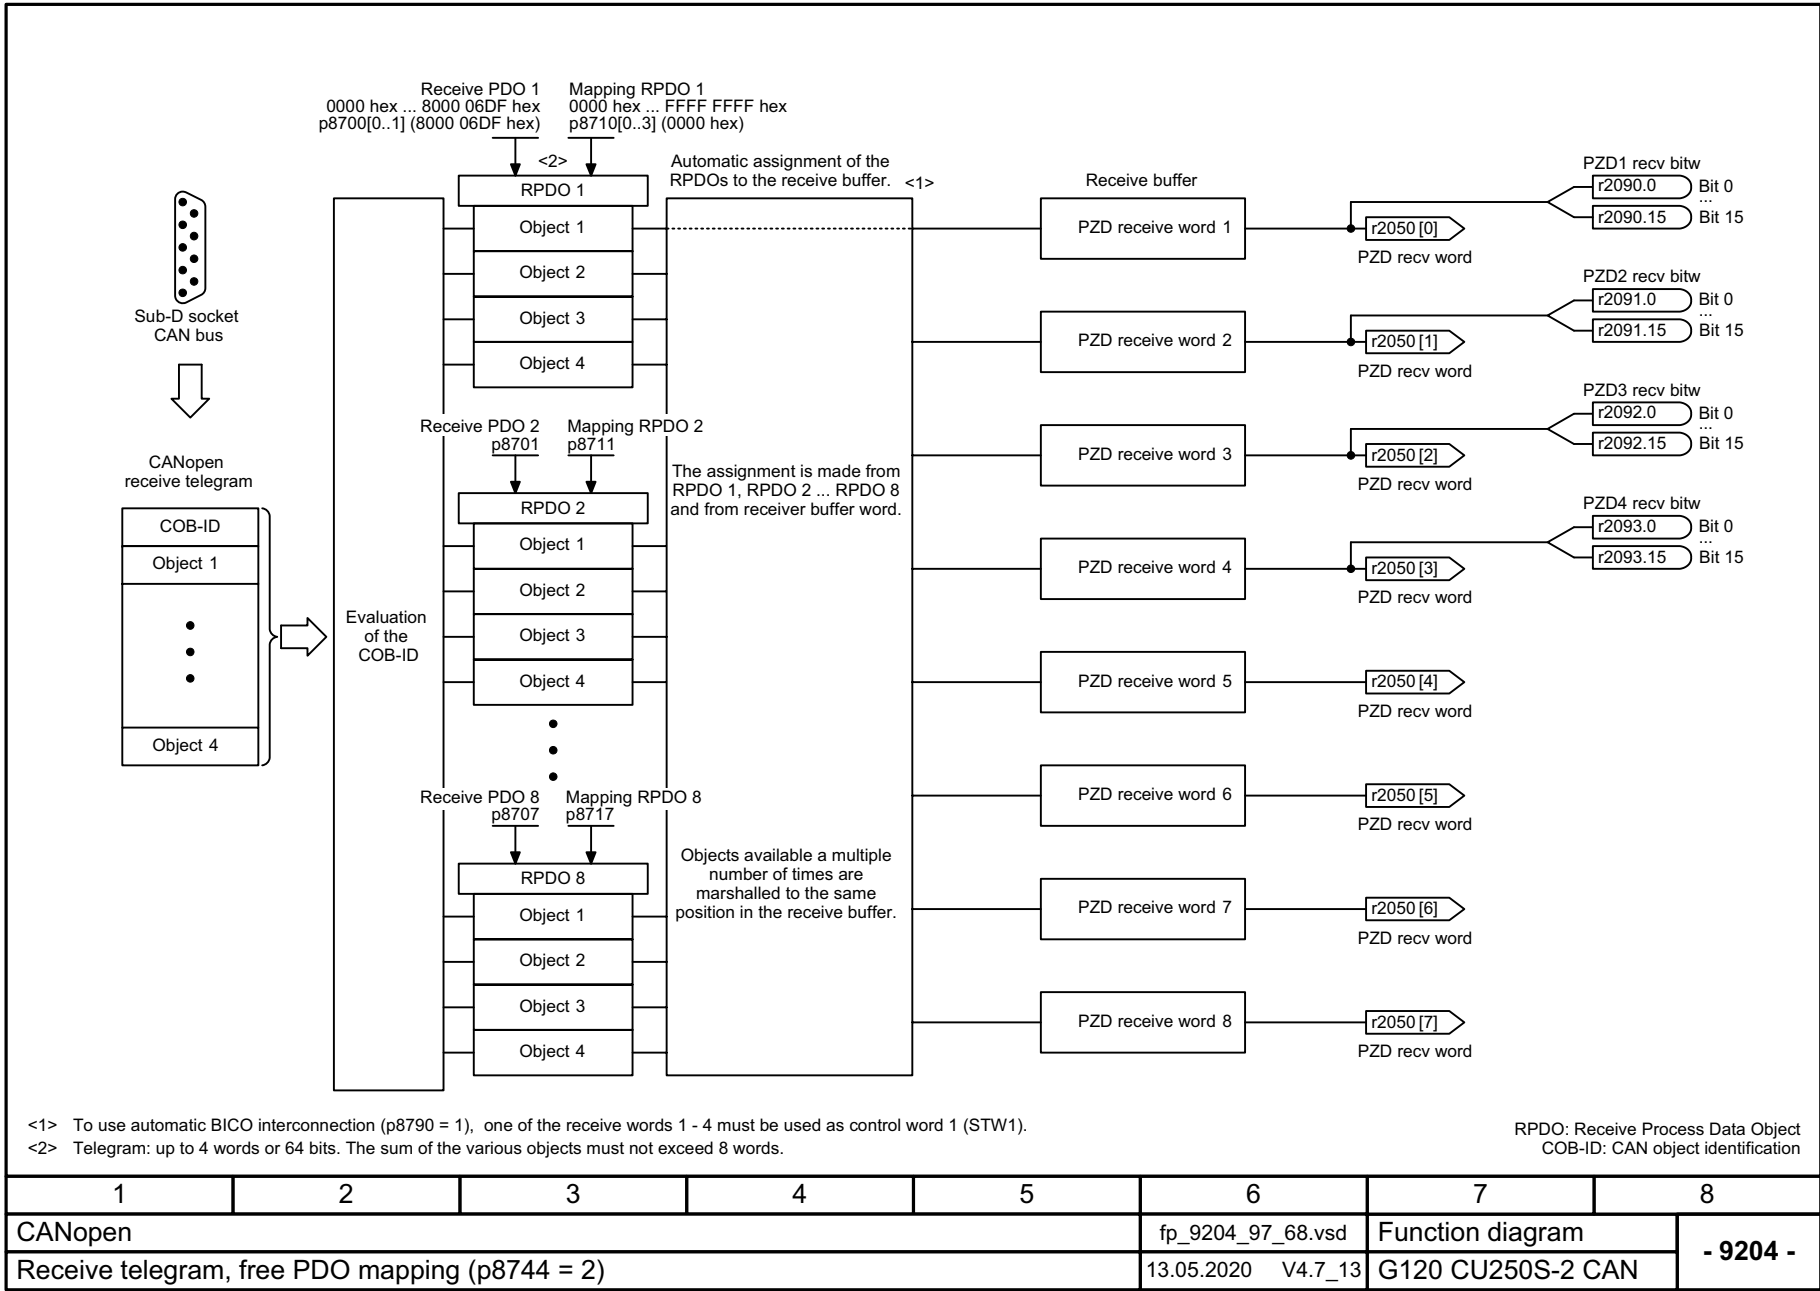 Receive PDO 1
0000 hex ... 8000 06DF hex
p8700[0..1] (8000 06DF hex)
Mapping RPDO 1
0000 hex ... FFFF FFFF hex
p8710[0..3] (0000 hex)
<2>
RPDO 1
Object 1
Object 2
Object 3
Object 4
Automatic assignment of the
RPDOs to the receive buffer.
<1>
Receive buffer
PZD receive word 1
r2050 [0]
PZD recv word
PZD1 recv bitw
r2090.0
Bit 0
...
r2090.15
Bit 15
Sub-D socket
CAN bus
PZD receive word 2
r2050 [1]
PZD recv word
PZD2 recv bitw
r2091.0
Bit 0
...
r2091.15
Bit 15
CANopen
receive telegram
COB-ID
Object 1
Object 4
Evaluation
of the
COB-ID
Receive PDO 2
p8701
Mapping RPDO 2
p8711
RPDO 2
Object 1
Object 2
Object 3
Object 4
The assignment is made from
RPDO 1, RPDO 2 ... RPDO 8
and from receiver buffer word.
PZD receive word 3
r2050 [2]
PZD recv word
PZD3 recv bitw
r2092.0
Bit 0
...
r2092.15
Bit 15
PZD receive word 4
r2050 [3]
PZD recv word
PZD4 recv bitw
r2093.0
Bit 0
...
r2093.15
Bit 15
PZD receive word 5
r2050 [4]
PZD recv word
Receive PDO 8
p8707
Mapping RPDO 8
p8717
RPDO 8
Object 1
Object 2
Object 3
Object 4
Objects available a multiple
number of times are
marshalled to the same
position in the receive buffer.
PZD receive word 6
r2050 [5]
PZD recv word
PZD receive word 7
r2050 [6]
PZD recv word
PZD receive word 8
r2050 [7]
PZD recv word
<1> To use automatic BICO interconnection (p8790 = 1), one of the receive words 1 - 4 must be used as control word 1 (STW1).
<2> Telegram: up to 4 words or 64 bits. The sum of the various objects must not exceed 8 words.
RPDO: Receive Process Data Object
COB-ID: CAN object identification
1 2 3 4 5 6 7 8
CANopen
Receive telegram, free PDO mapping (p8744 = 2)
fp_9204_97_68.vsd
13.05.2020 V4.7_13
Function diagram
G120 CU250S-2 CAN
- 9204 -